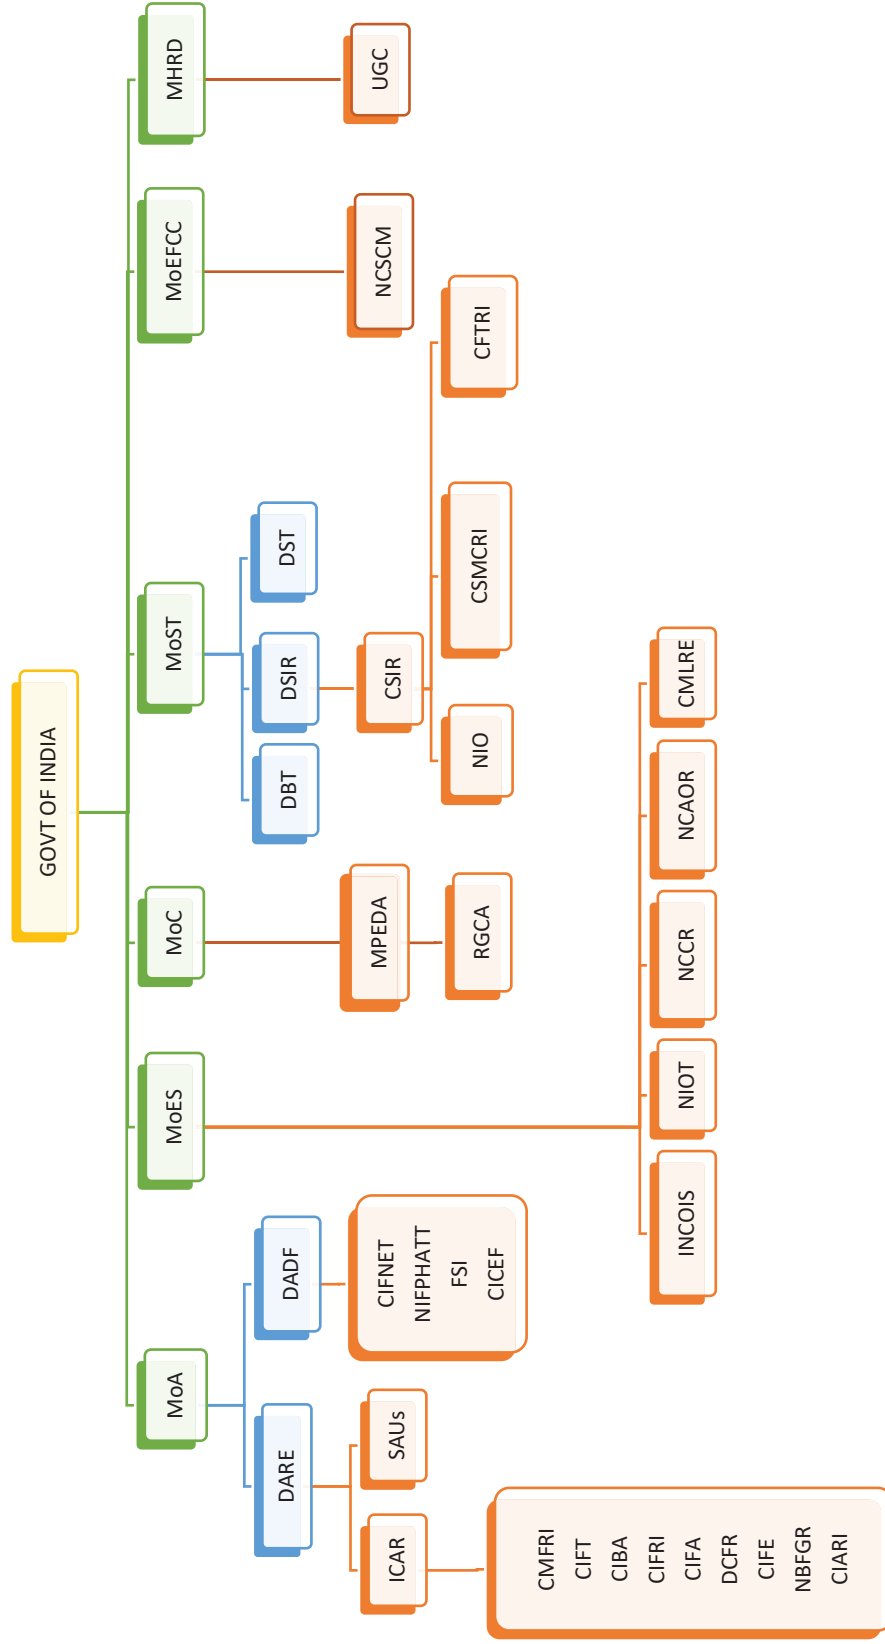 GOVT OF INDIA
MoA
MoES
MoC
MoST
MoEFCC
MHRD
DARE
DADF
DBT
DSIR
DST
ICAR
SAUs
CIFNET
NIFPHATT
FSI
CICEF
MPEDA
CSIR
NCSCM
UGC
RGCA
NIO
CSMCRI
CFTRI
CMFRI
CIFT
CIBA
CIFRI
CIFA
DCFR
CIFE
NBFGR
CIARI
INCOIS
NIOT
NCCR
NCAOR
CMLRE